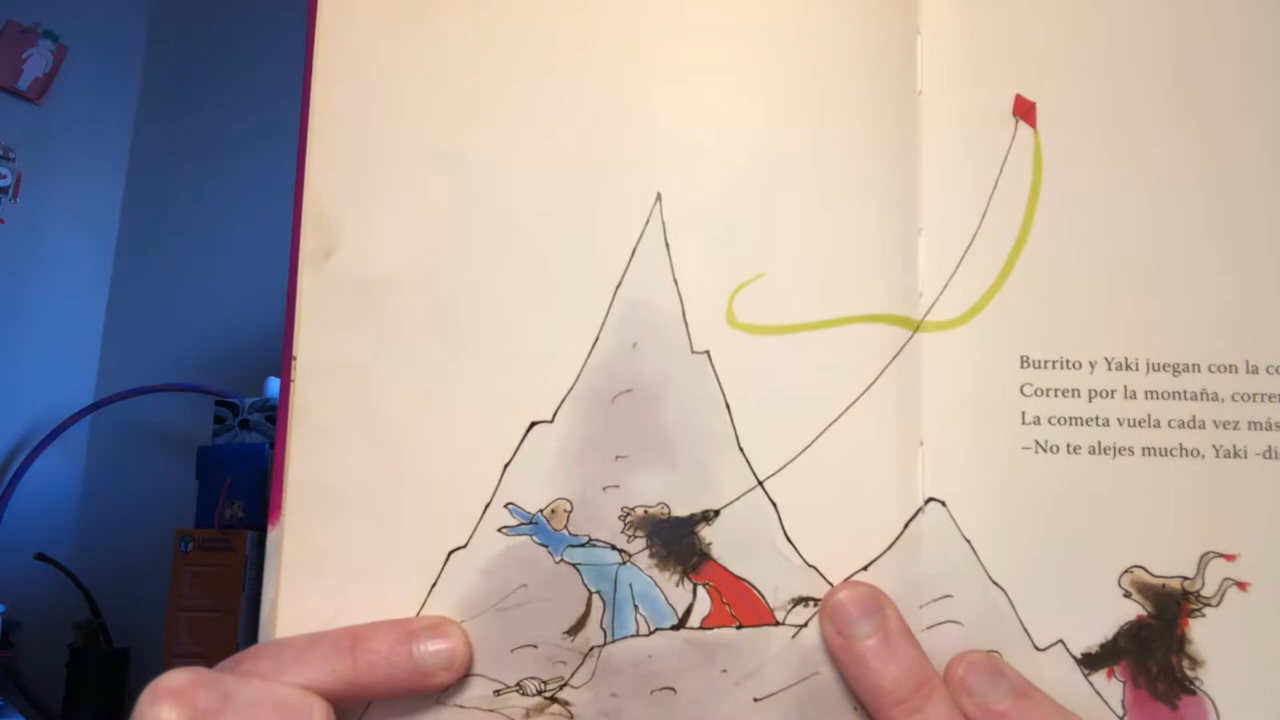 Burrito y Yaki juegan con la
Corren por la montaña,
La cometa vuela cada vez más
–No te alejes mucho, Yaki